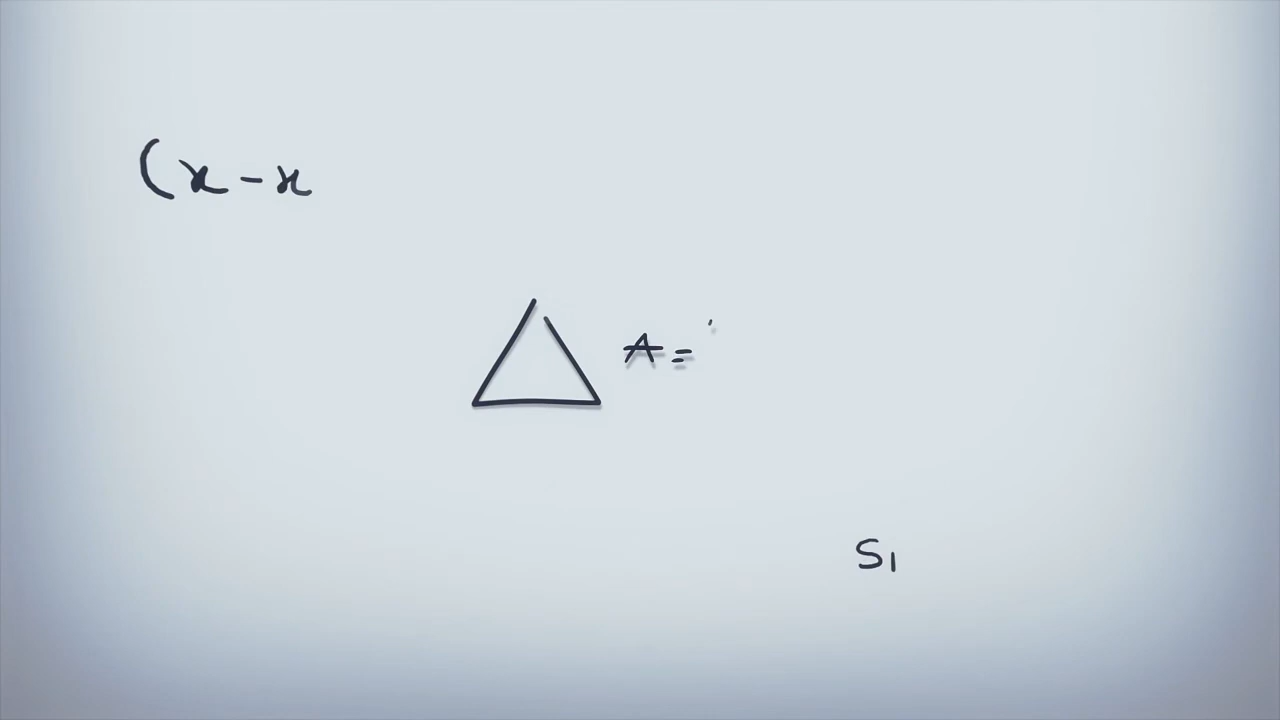 (x - x
A =
S1